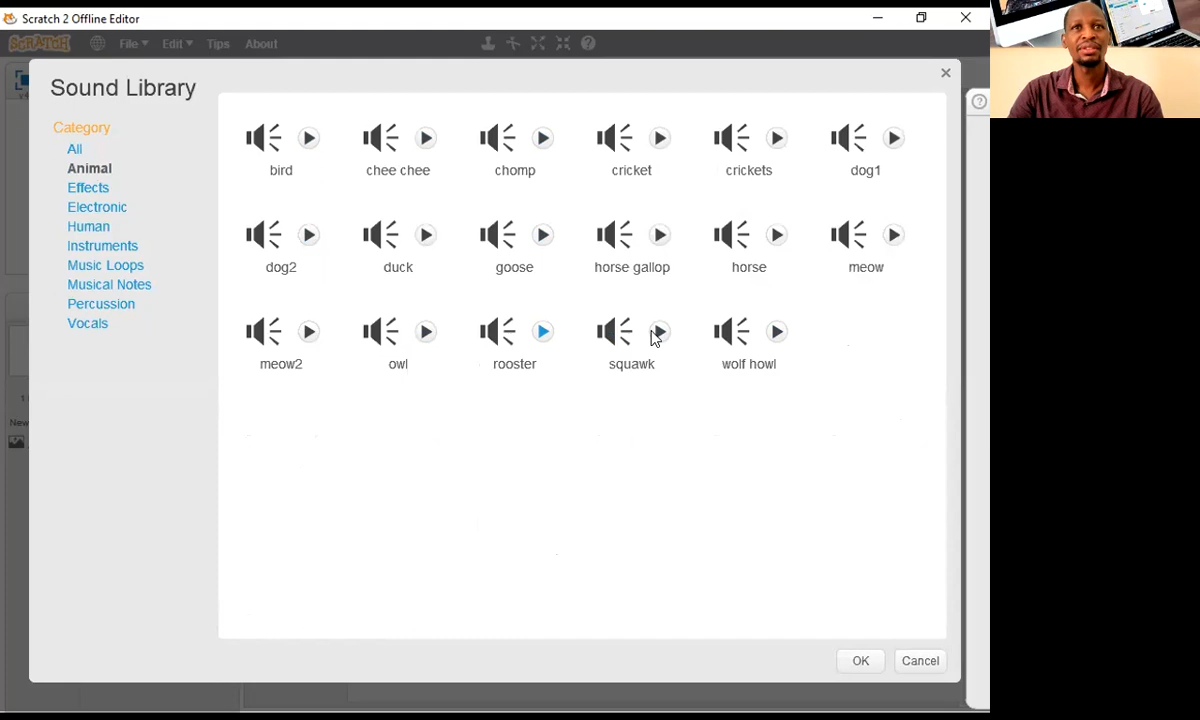 Scratch 2 Offline Editor
SCRATCH File Edit Tips About
Sound Library
Category
All
Animal
Effects
Electronic
Human
Instruments
Music Loops
Musical Notes
Percussion
Vocals
bird chee chee chomp cricket crickets dog1
dog2 duck goose horse gallop horse meow
meow2 owl rooster squawk wolf howl
OK Cancel
New